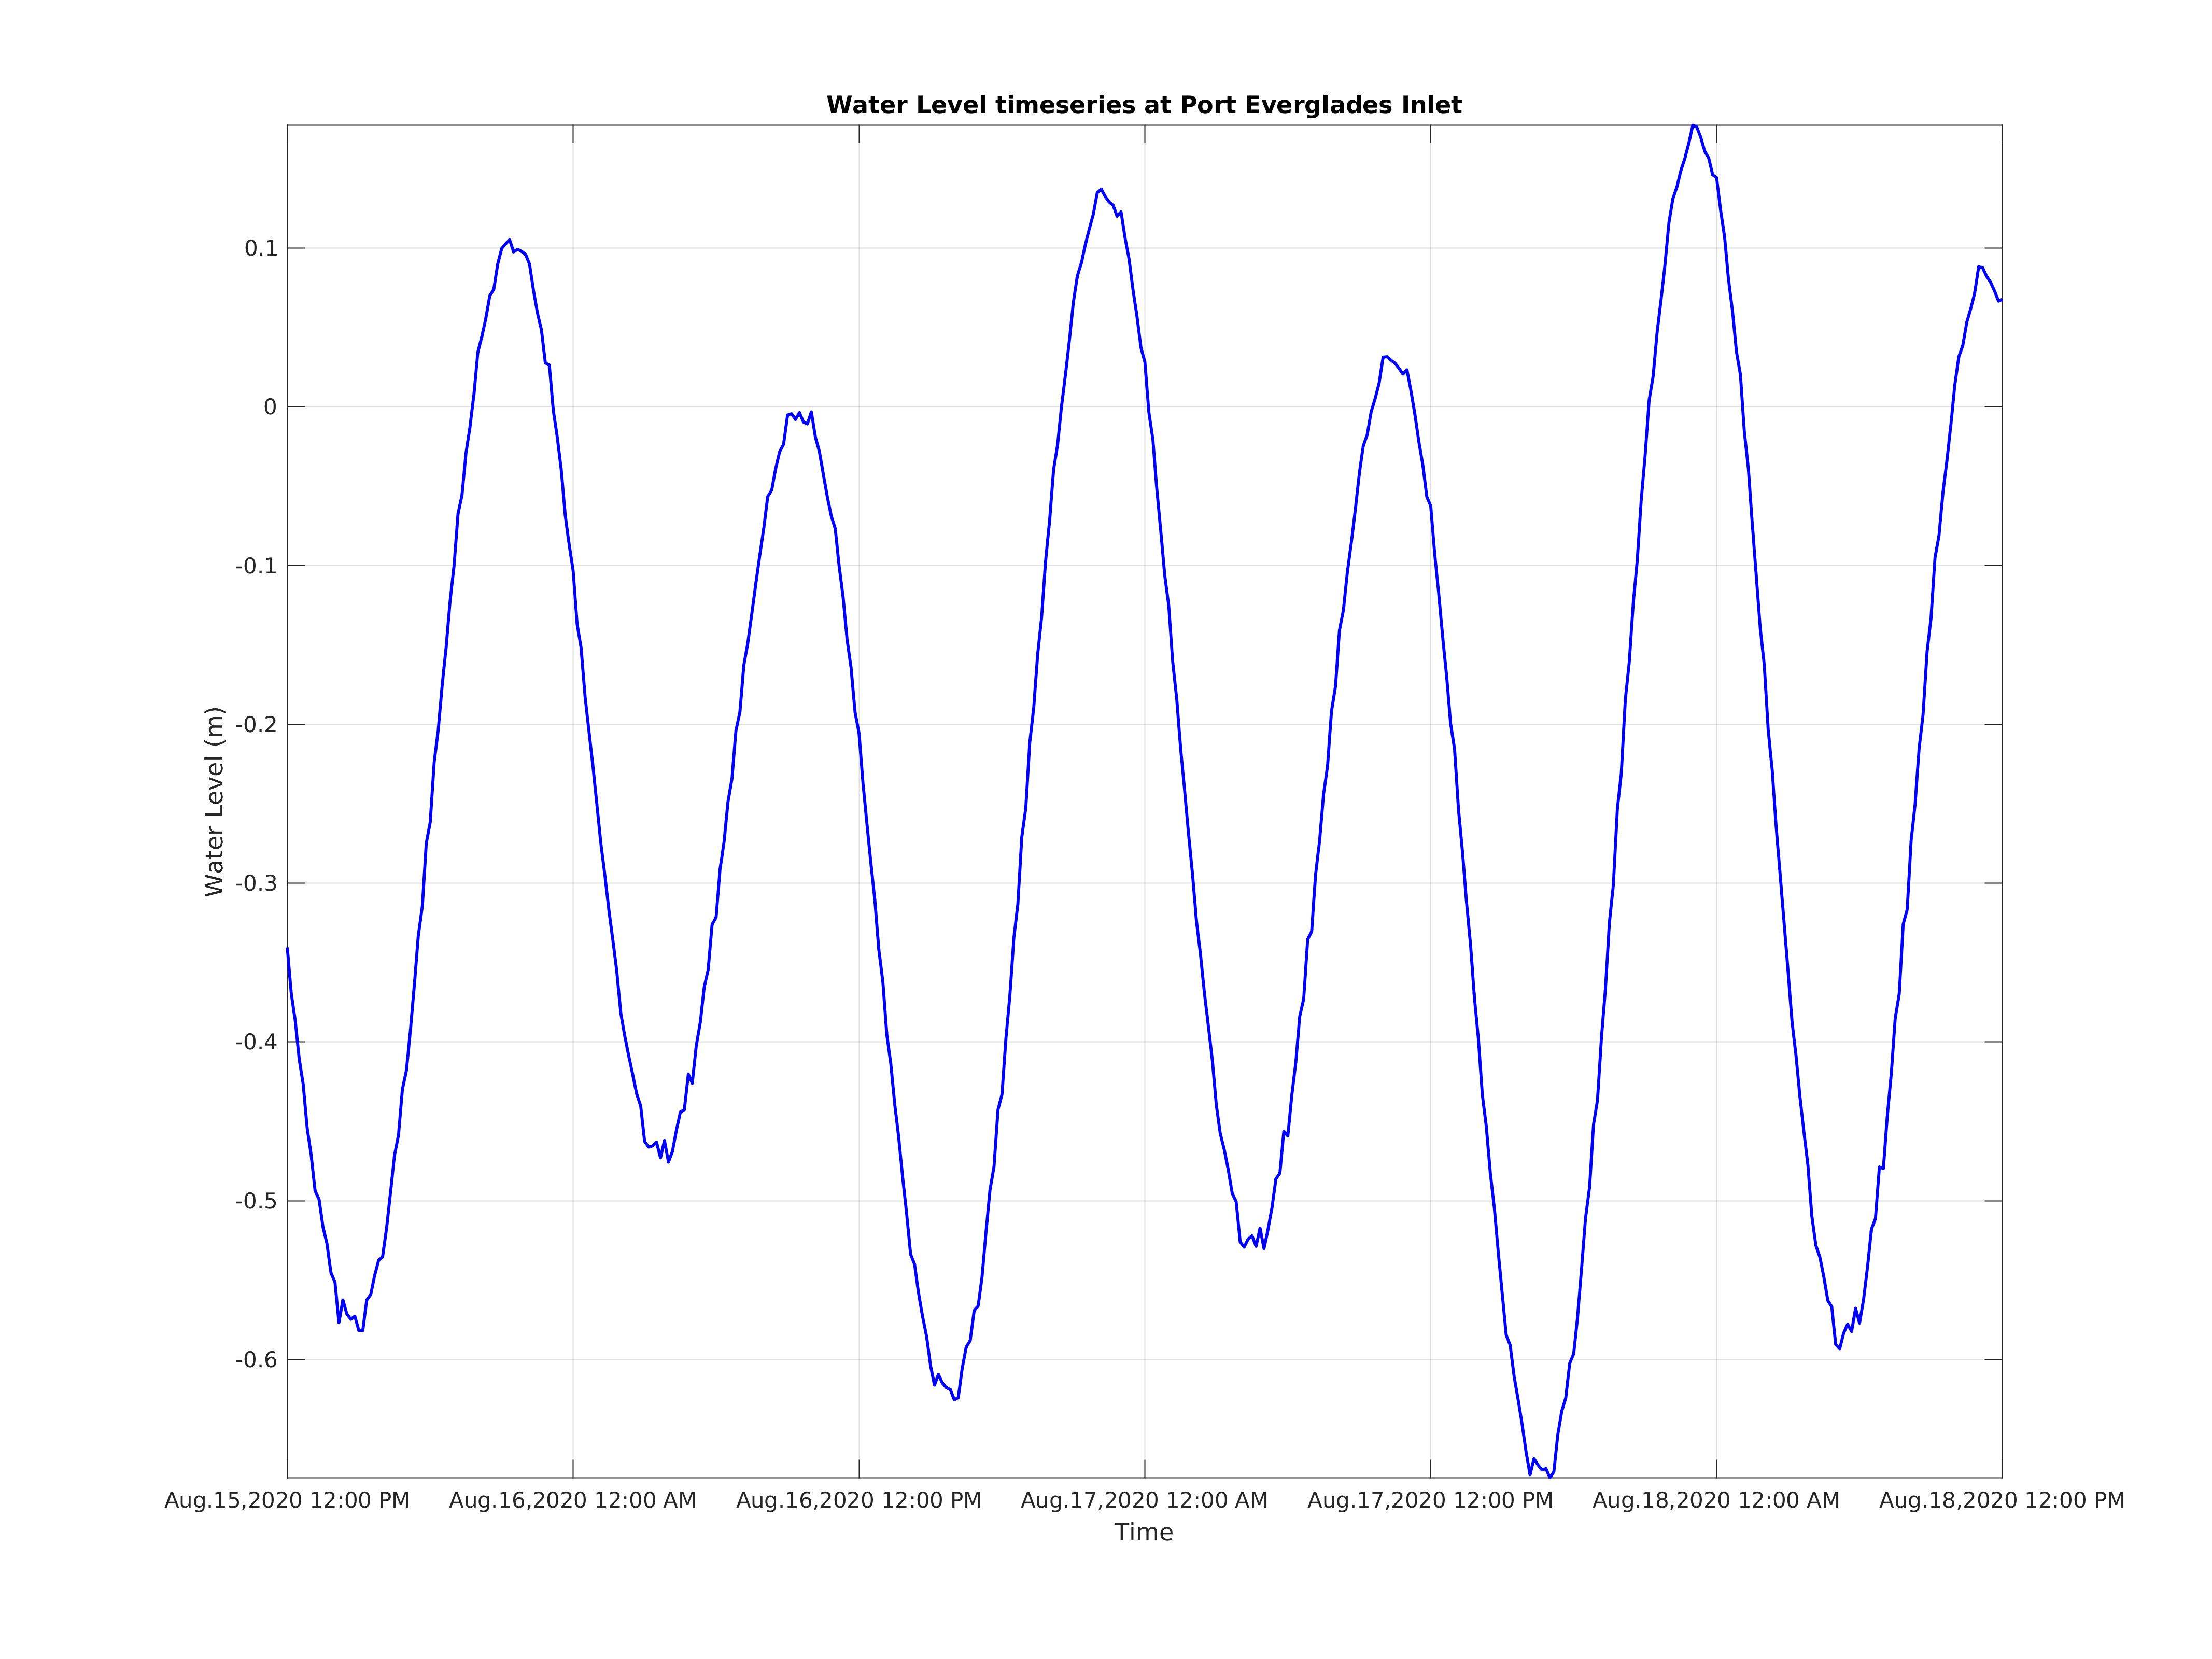 Water Level timeseries at Port Everglades Inlet
0.1
0
-0.1
-0.2
-0.3
-0.4
-0.5
-0.6
Water Level (m)
Aug.15,2020 12:00 PM
Aug.16,2020 12:00 AM
Aug.16,2020 12:00 PM
Aug.17,2020 12:00 AM
Aug.17,2020 12:00 PM
Aug.18,2020 12:00 AM
Aug.18,2020 12:00 PM
Time